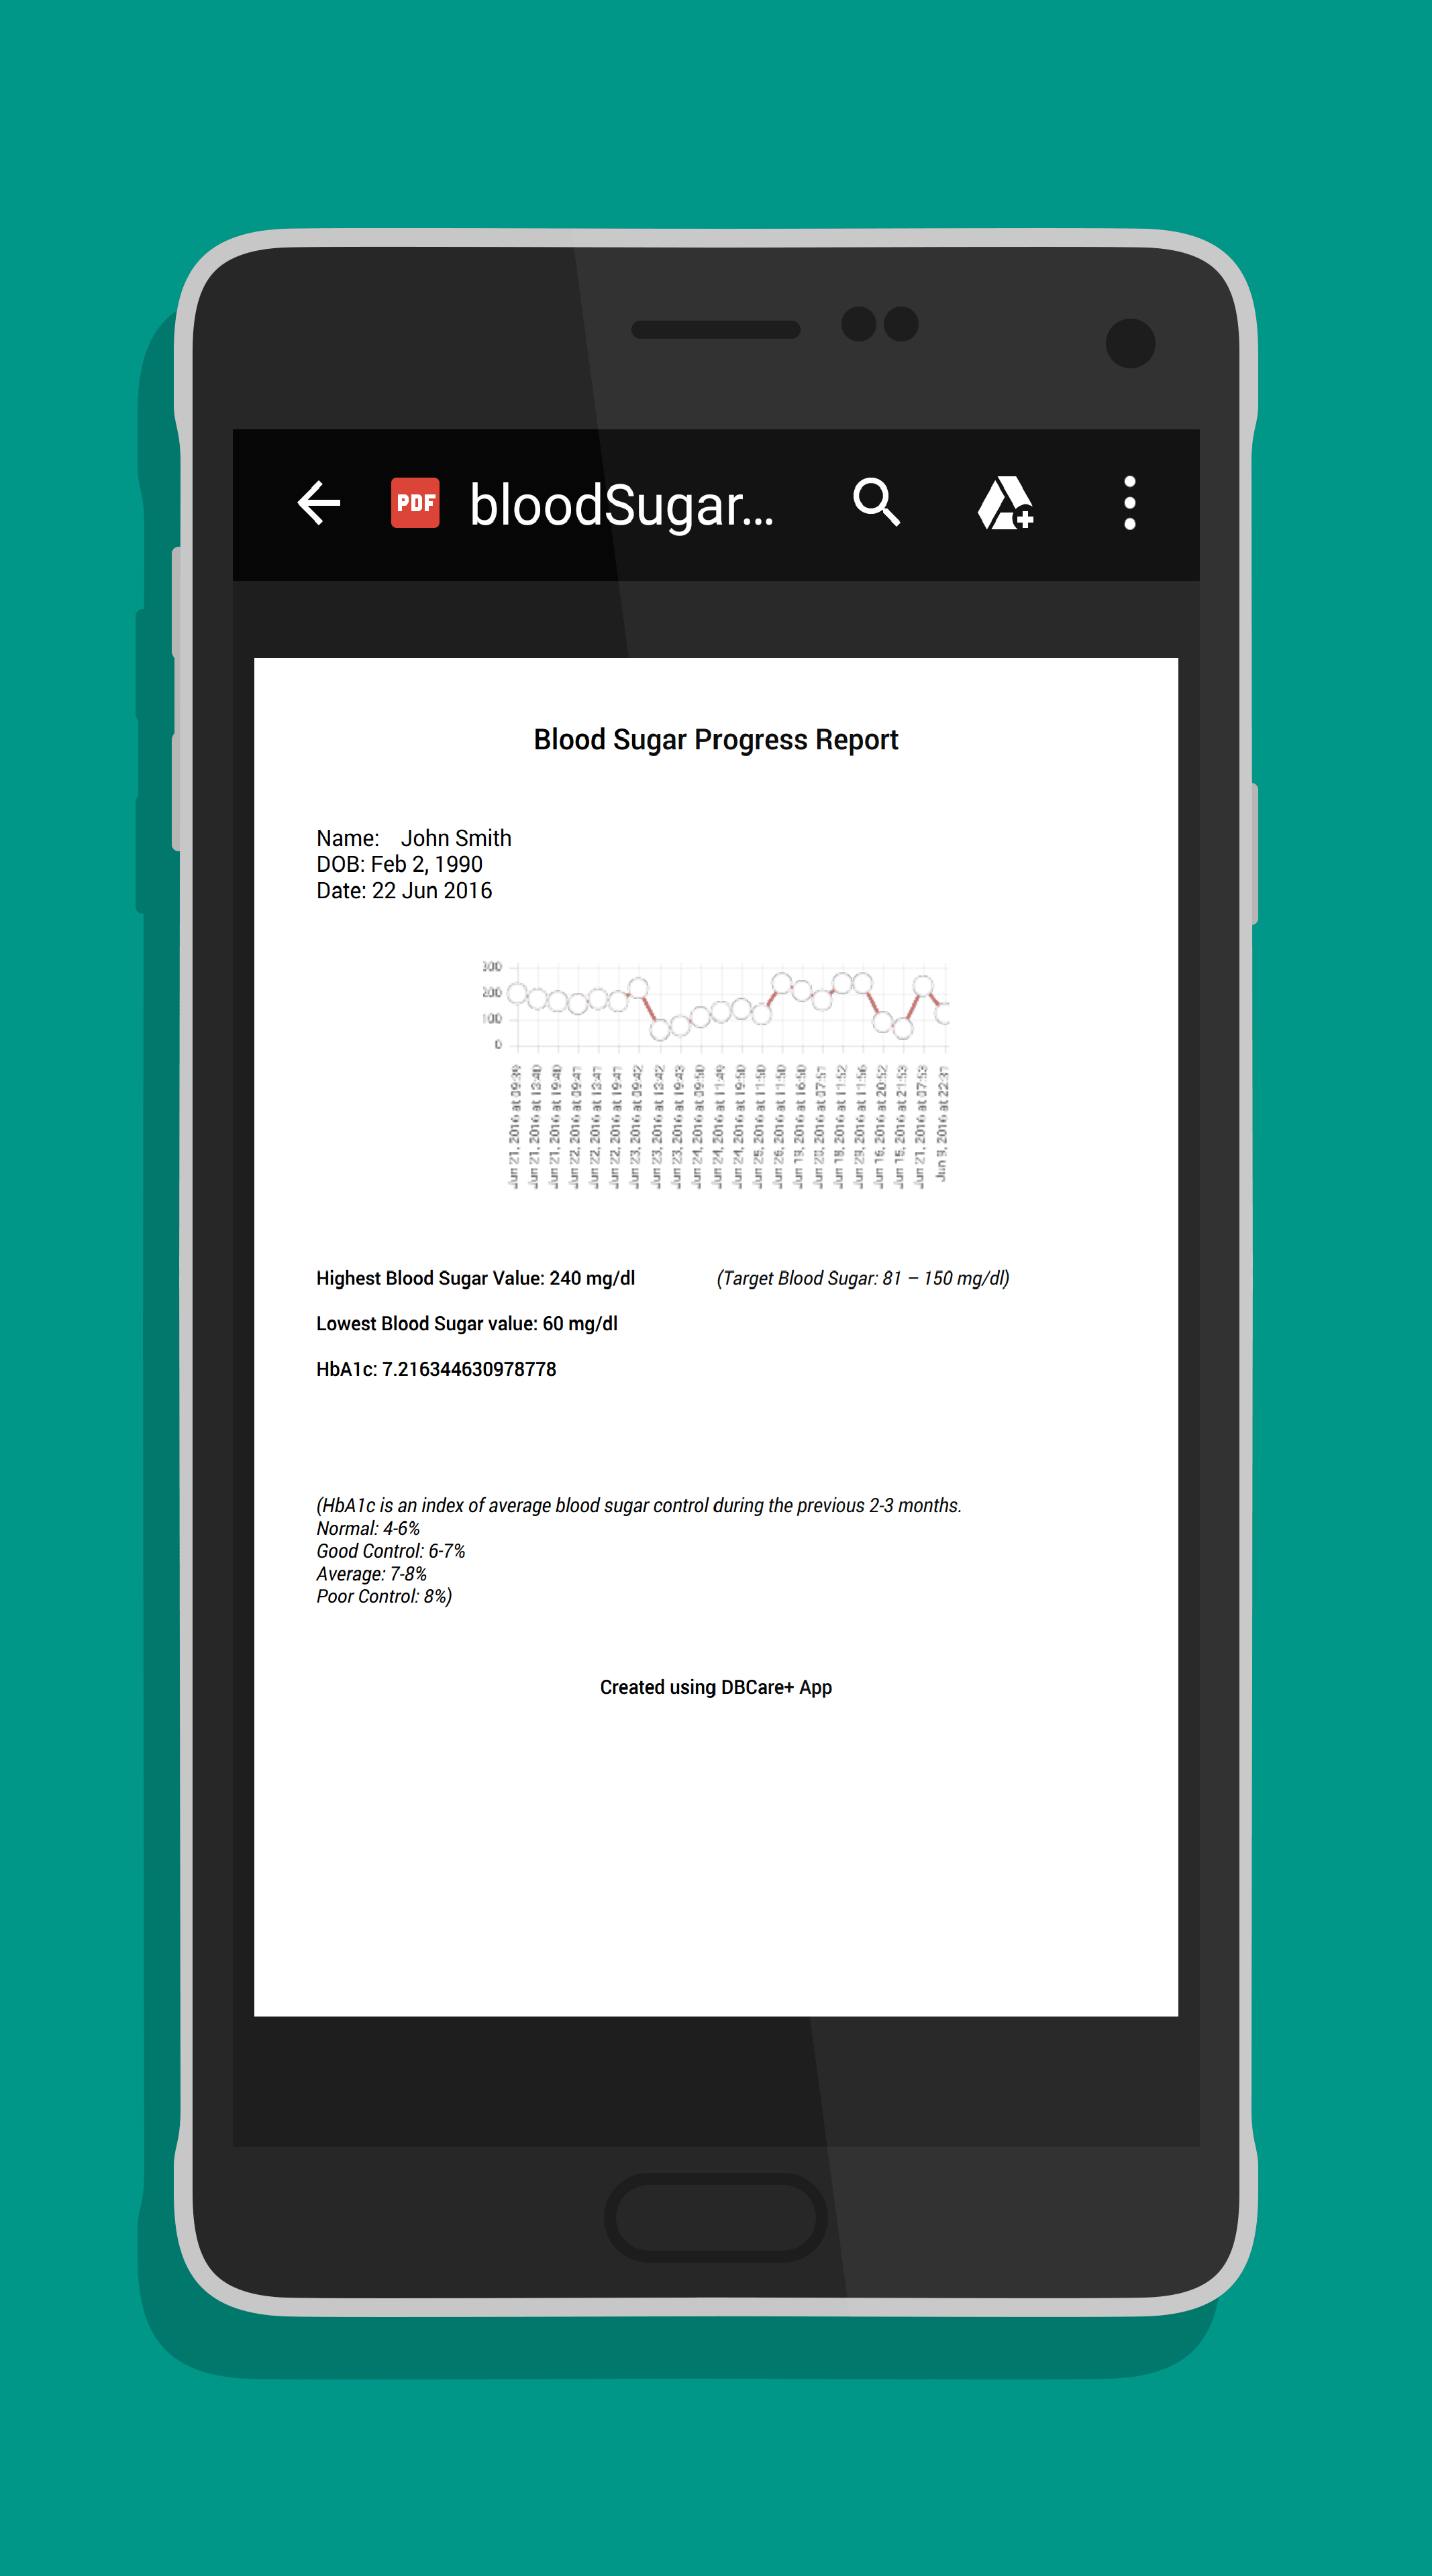 PDF bloodSugar...
Blood Sugar Progress Report
Name: John Smith
DOB: Feb 2, 1990
Date: 22 Jun 2016
300
200
100
0
Jun 21, 2016 at 09:39
Jun 21, 2016 at 13:40
Jun 21, 2016 at 19:40
Jun 22, 2016 at 09:41
Jun 22, 2016 at 13:41
Jun 22, 2016 at 19:41
Jun 23, 2016 at 09:42
Jun 23, 2016 at 13:42
Jun 23, 2016 at 19:43
Jun 24, 2016 at 09:50
Jun 24, 2016 at 11:49
Jun 24, 2016 at 19:50
Jun 25, 2016 at 11:50
Jun 26, 2016 at 11:50
Jun 19, 2016 at 16:50
Jun 20, 2016 at 07:51
Jun 18, 2016 at 11:52
Jun 29, 2016 at 11:56
Jun 16, 2016 at 20:52
Jun 15, 2016 at 21:53
Jun 21, 2016 at 07:53
Jun 9, 2016 at 22:31
Highest Blood Sugar Value: 240 mg/dl (Target Blood Sugar: 81 – 150 mg/dl)
Lowest Blood Sugar value: 60 mg/dl
HbA1c: 7.216344630978778
(HbA1c is an index of average blood sugar control during the previous 2-3 months.
Normal: 4-6%
Good Control: 6-7%
Average: 7-8%
Poor Control: 8%)
Created using DBCare+ App